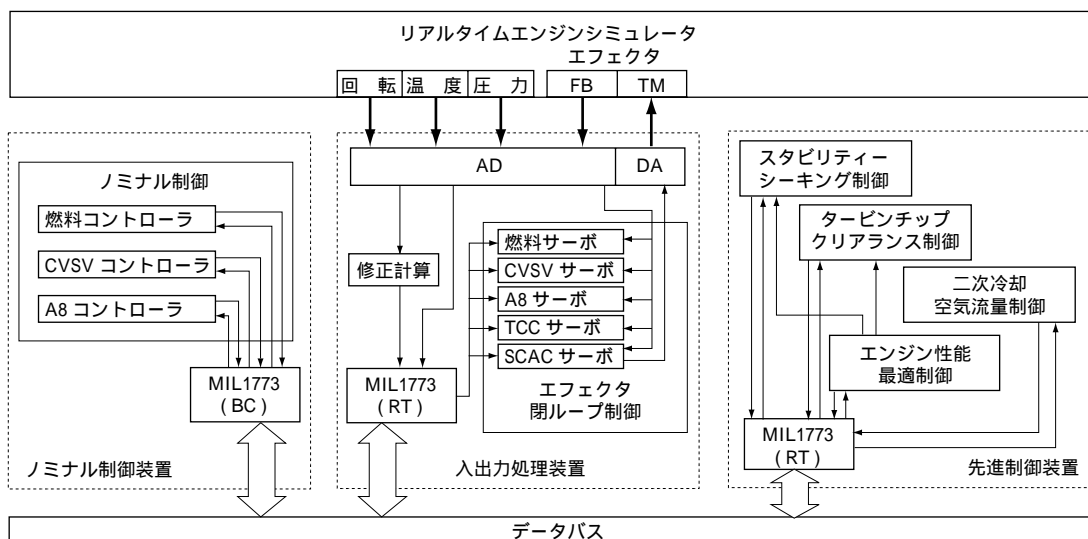 リアルタイムエンジンシミュレータ
エフェクタ
回 転 温 度 圧 力 FB TM
ノミナル制御
燃料コントローラ
CVSV コントローラ
A8 コントローラ
MIL1773
( BC )
ノミナル制御装置
AD DA
修正計算
燃料サーボ
CVSV サーボ
A8 サーボ
TCC サーボ
SCAC サーボ
エフェクタ
閉ループ制御
MIL1773
( RT )
入出力処理装置
スタビリティー
シーキング制御
タービンチップ
クリアランス制御
二次冷却
空気流量制御
エンジン性能
最適制御
MIL1773
( RT )
先進制御装置
データバス